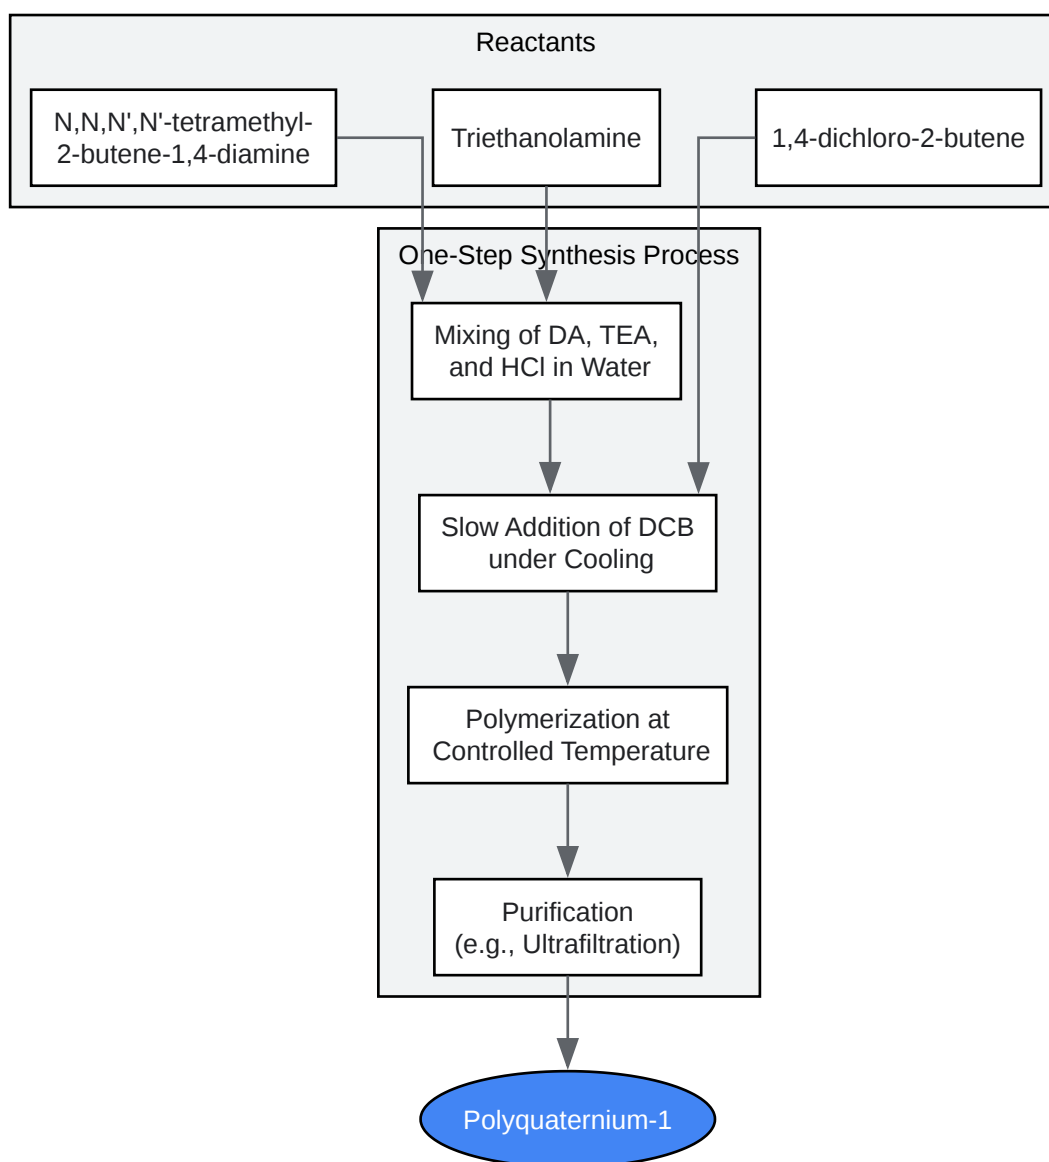 Reactants
N,N,N',N'-tetramethyl-
2-butene-1,4-diamine
Triethanolamine
1,4-dichloro-2-butene
One-Step Synthesis Process
Mixing of DA, TEA,
and HCl in Water
Slow Addition of DCB
under Cooling
Polymerization at
Controlled Temperature
Purification
(e.g., Ultrafiltration)
Polyquaternium-1